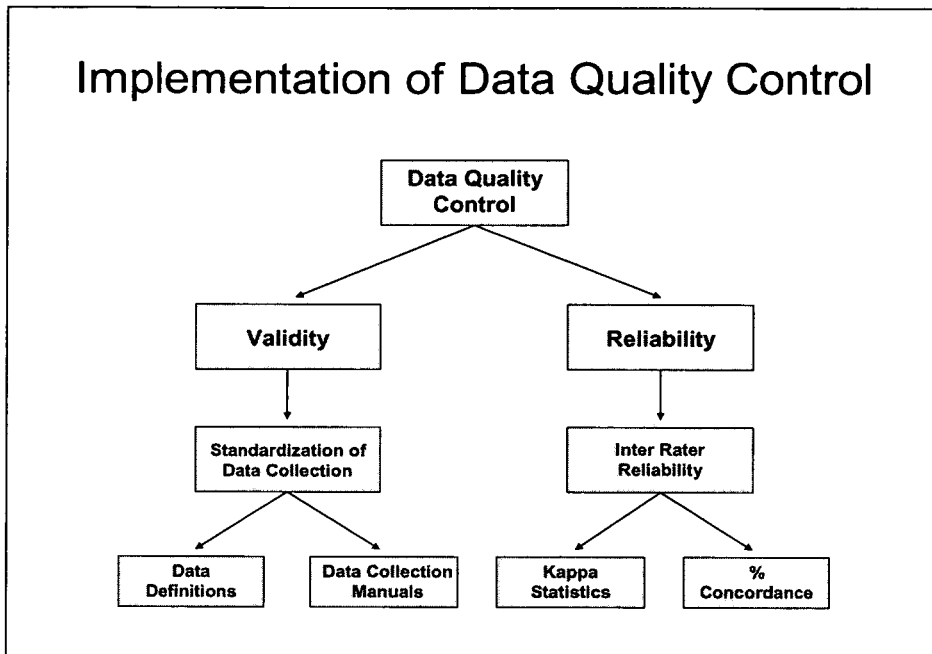 Implementation of Data Quality Control
Data Quality
Control
Validity
Reliability
Standardization of
Data Collection
Inter Rater
Reliability
Data
Definitions
Data Collection
Manuals
Kappa
Statistics
%
Concordance